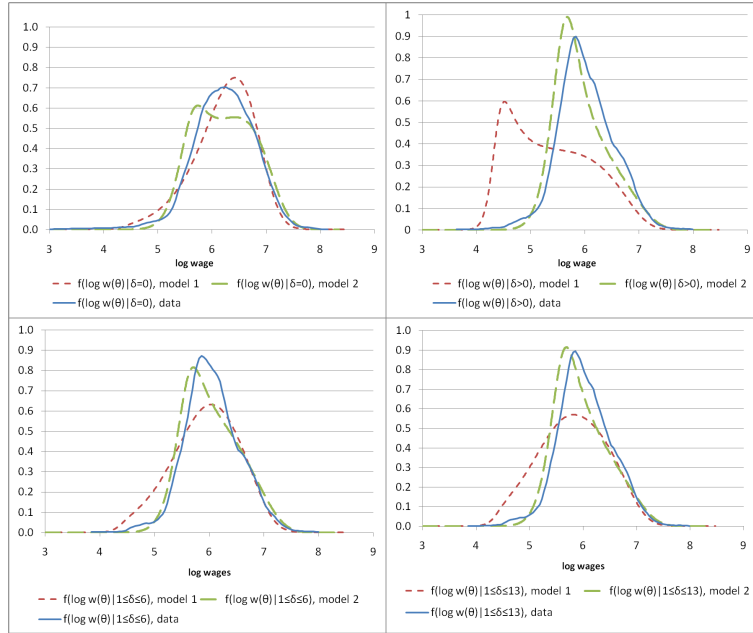 1.0
0.9
0.8
0.7
0.6
0.5
0.4
0.3
0.2
0.1
0.0
3 4 5 6 7 8 9
log wage
f(log w(θ)|δ=0), model 1 f(log w(θ)|δ=0), model 2
f(log w(θ)|δ=0), data
1
0.9
0.8
0.7
0.6
0.5
0.4
0.3
0.2
0.1
0
3 4 5 6 7 8 9
log wage
f(log w(θ)|δ>0), model 1 f(log w(θ)|δ>0), model 2
f(log w(θ)|δ>0), data
1.0
0.9
0.8
0.7
0.6
0.5
0.4
0.3
0.2
0.1
0.0
3 4 5 6 7 8 9
log wages
f(log w(θ)|1≤δ≤6), model 1 f(log w(θ)|1≤δ≤6), model 2
f(log w(θ)|1≤δ≤6), data
1.0
0.9
0.8
0.7
0.6
0.5
0.4
0.3
0.2
0.1
0.0
3 4 5 6 7 8 9
log wages
f(log w(θ)|1≤δ≤13), model 1 f(log w(θ)|1≤δ≤13), model 2
f(log w(θ)|1≤δ≤13), data